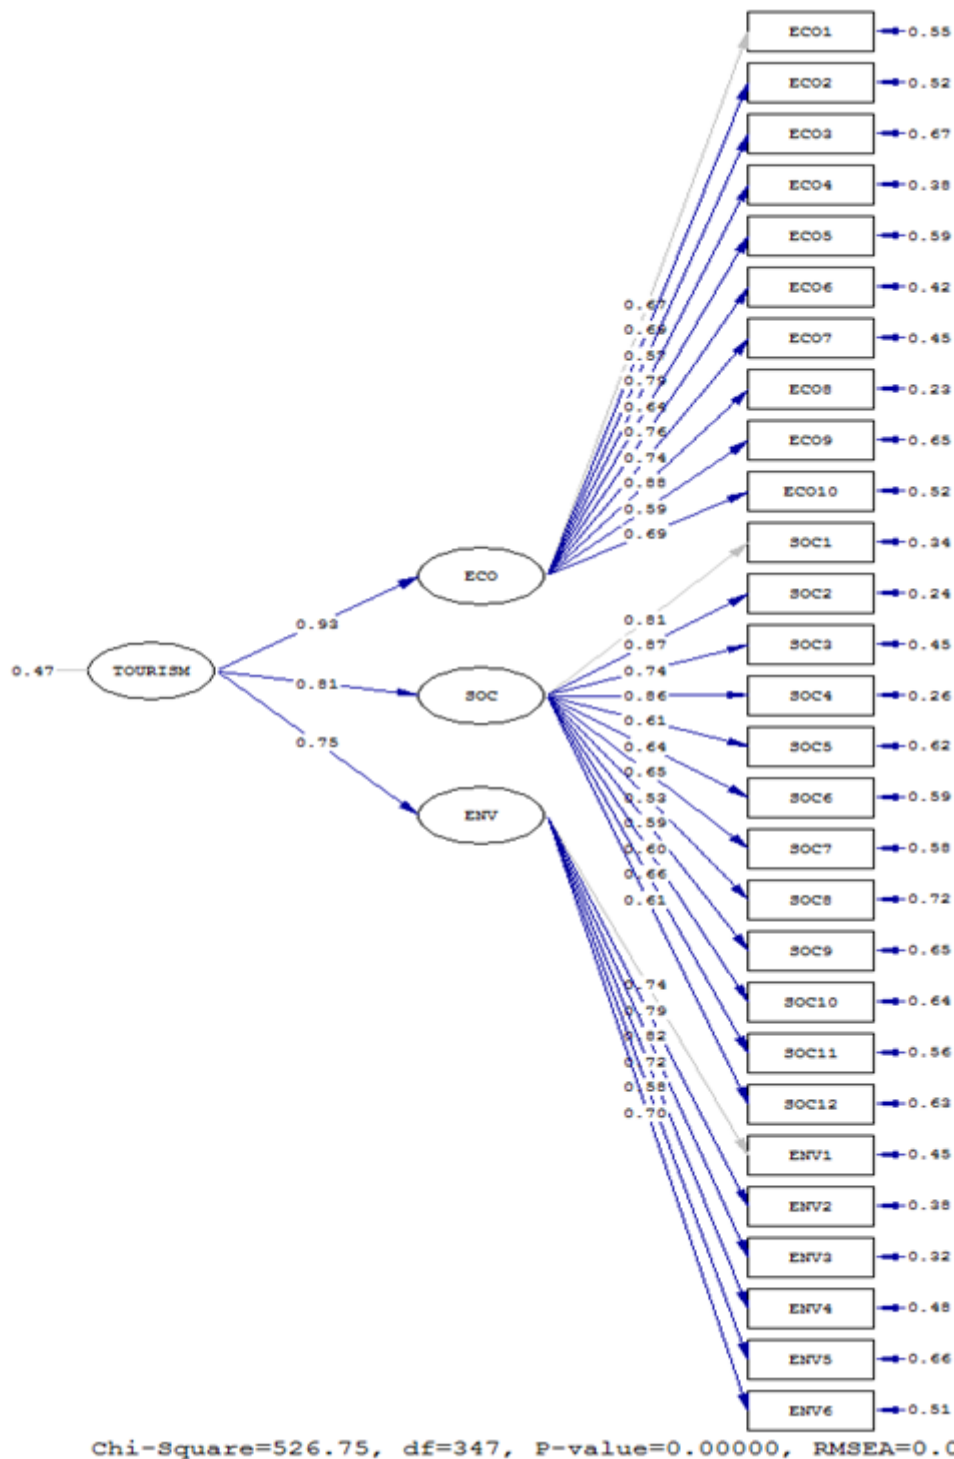 ECO1 0.55
ECO2 0.52
ECO3 0.67
ECO4 0.38
ECO5 0.59
ECO6 0.42
ECO7 0.45
ECO8 0.23
ECO9 0.65
ECO10 0.52
SOC1 0.34
SOC2 0.24
SOC3 0.45
SOC4 0.26
SOC5 0.62
SOC6 0.59
SOC7 0.58
SOC8 0.72
SOC9 0.65
SOC10 0.64
SOC11 0.56
SOC12 0.63
ENV1 0.45
ENV2 0.38
ENV3 0.32
ENV4 0.48
ENV5 0.66
ENV6 0.51
0.67
0.69
0.57
0.79
0.64
0.76
0.74
0.88
0.59
0.69
0.81
0.87
0.74
0.86
0.61
0.64
0.65
0.53
0.59
0.60
0.66
0.61
0.74
0.79
0.82
0.72
0.58
0.70
ECO
SOC
ENV
0.93
0.81
0.75
0.47 TOURISM
Chi-Square=526.75, df=347, P-value=0.00000, RMSEA=0.0